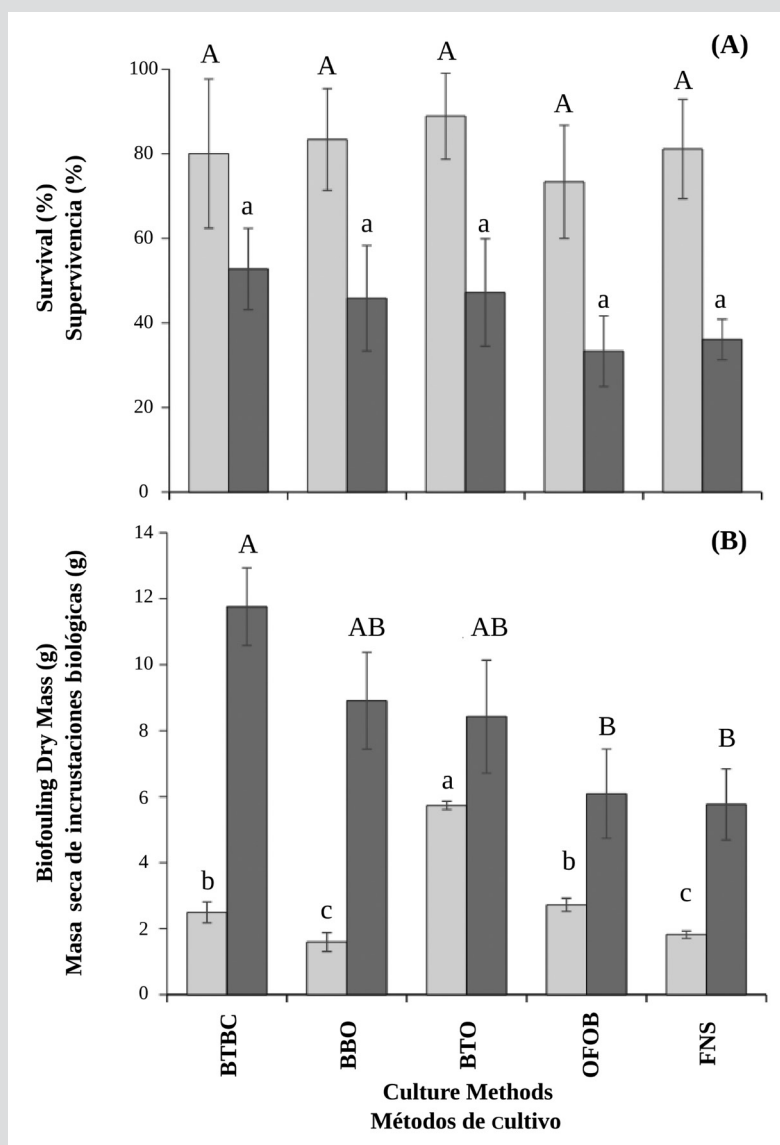 (A)
Survival (%)
Supervivencia (%)
100
80
60
40
20
0
A
a
A
a
A
a
A
a
A
a
(B)
Biofouling Dry Mass (g)
Masa seca de incrustaciones biológicas (g)
14
12
10
8
6
4
2
0
b
A
c
AB
a
AB
b
B
c
B
BTBC
BBO
BTO
OFOB
FNS
Culture Methods
Métodos de cultivo